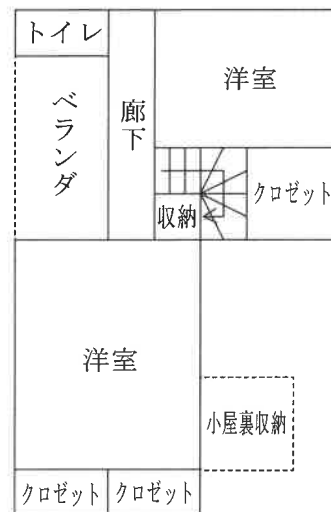 トイレ
洋室
ベランダ
廊下
クロゼット
収納
洋室
小屋裏収納
クロゼット
クロゼット